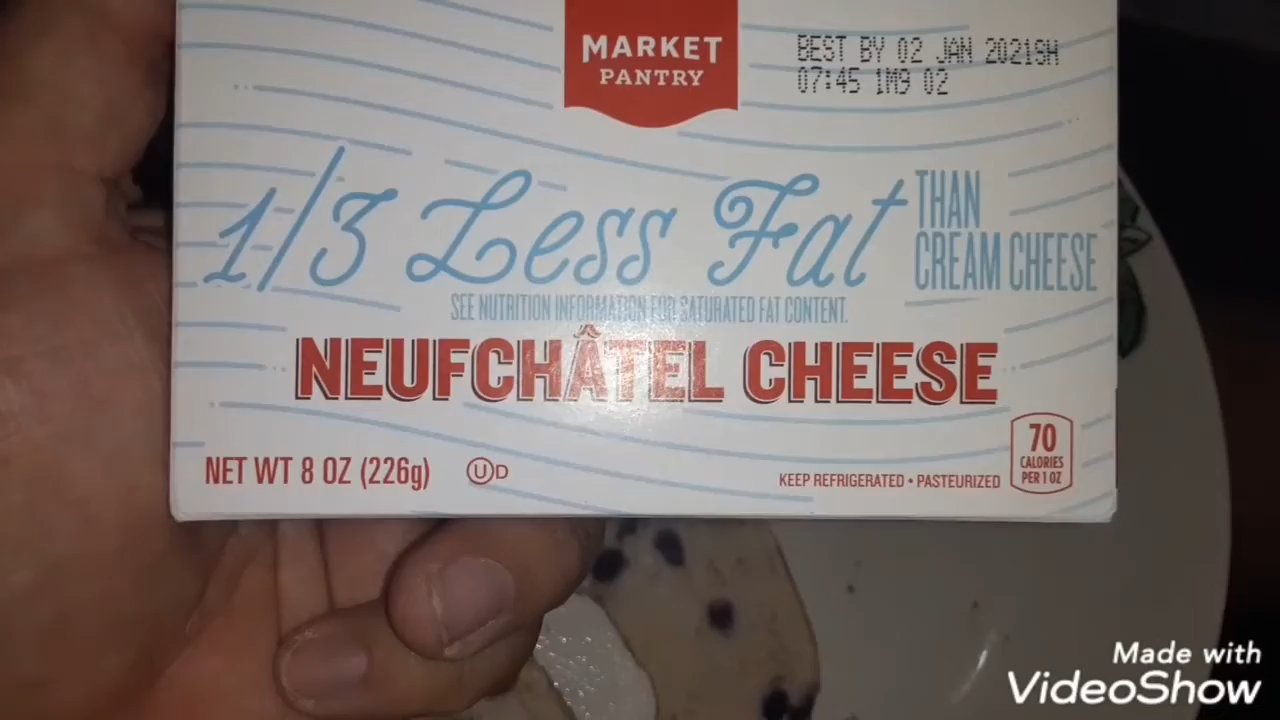 MARKET
PANTRY
BEST BY 02 JAN 2021SH
07:45 1M9 02
1/3 Less Fat
THAN
CREAM CHEESE
SEE NUTRITION INFORMATION FOR SATURATED FAT CONTENT.
NEUFCHÂTEL CHEESE
NET WT 8 OZ (226g)
UD
KEEP REFRIGERATED • PASTEURIZED
70
CALORIES
PER 1 OZ
Made with
VideoShow